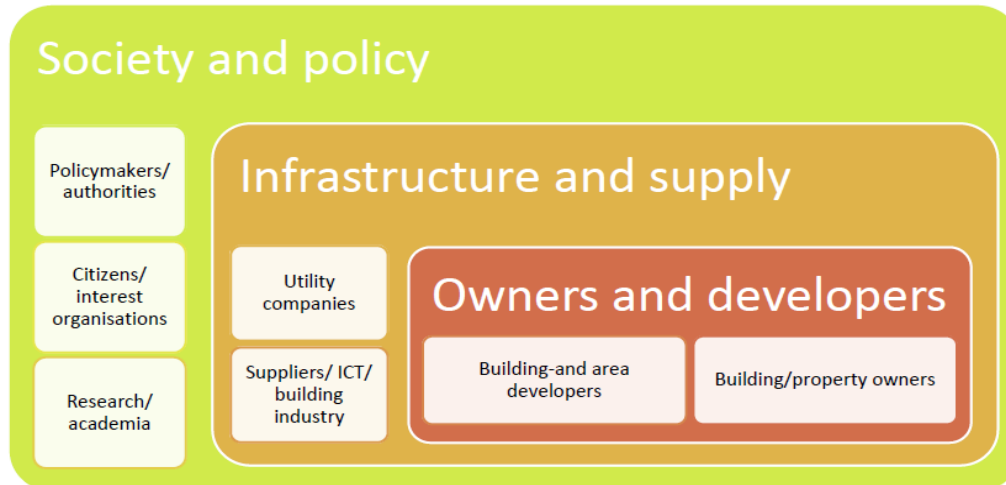 Society and policy
Policymakers/
authorities
Citizens/
interest
organisations
Research/
academia
Infrastructure and supply
Utility
companies
Suppliers/ ICT/
building
industry
Owners and developers
Building-and area
developers
Building/property owners